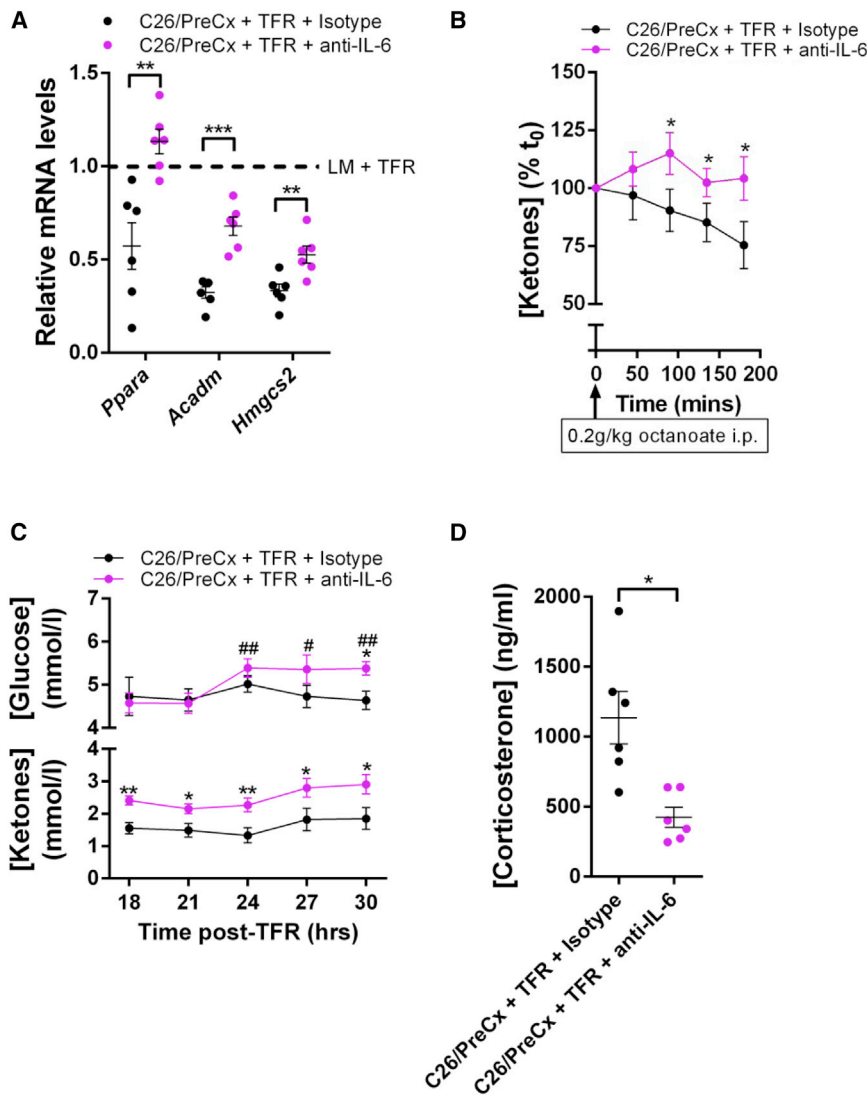 A
C26/PreCx + TFR + Isotype
C26/PreCx + TFR + anti-IL-6
Relative mRNA levels
1.5
1.0
0.5
0.0
**
***
**
LM + TFR
Ppara
Acadm
Hmgcs2
B
C26/PreCx + TFR + Isotype
C26/PreCx + TFR + anti-IL-6
[Ketones] (% t0)
150
125
100
75
50
*
*
*
0
50
100
150
200
Time (mins)
0.2g/kg octanoate i.p.
C
C26/PreCx + TFR + Isotype
C26/PreCx + TFR + anti-IL-6
[Glucose]
(mmol/l)
7
6
5
4
##
#
##
*
[Ketones]
(mmol/l)
3
2
1
0
**
*
**
*
*
18
21
24
27
30
Time post-TFR (hrs)
D
[Corticosterone] (ng/ml)
2000
1500
1000
500
0
*
C26/PreCx + TFR + Isotype
C26/PreCx + TFR + anti-IL-6